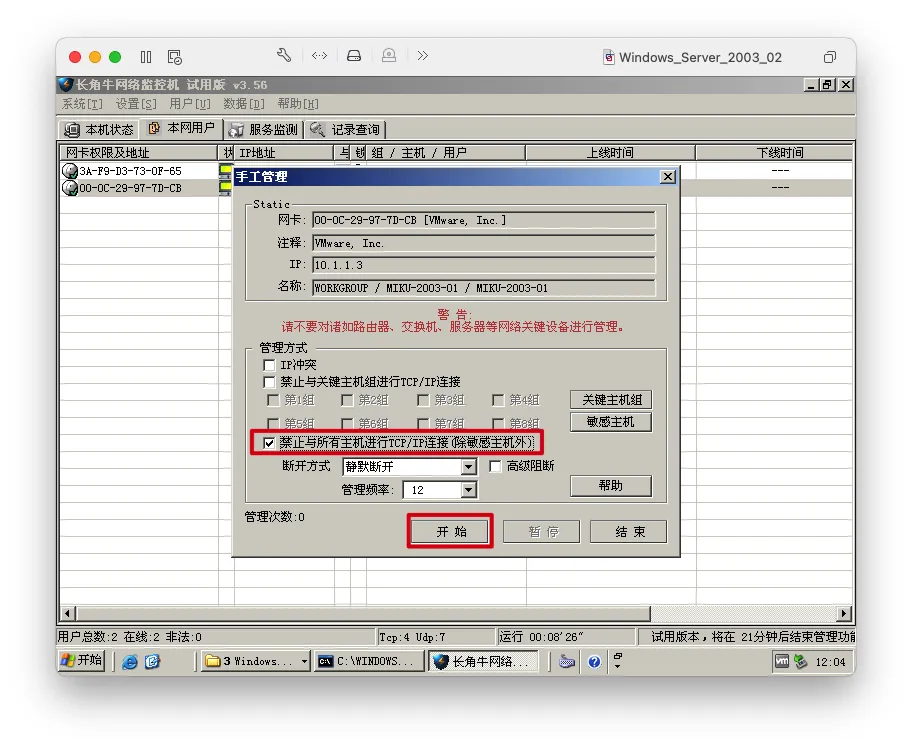 Windows_Server_2003_02
长角牛网络监控机 试用版 v3.56
系统[T] 设置[S] 用户[U] 数据[D] 帮助[H]
本机状态 本网用户 服务监测 记录查询
网卡权限及地址 状 IP地址 与 锁 组 / 主机 / 用户 上线时间 下线时间
3A-F9-D3-73-0F-65 ---
00-0C-29-97-7D-CB ---
手工管理
Static
网卡: 00-0C-29-97-7D-CB [VMware, Inc.]
注释: VMware, Inc.
IP: 10.1.1.3
名称: WORKGROUP / MIKU-2003-01 / MIKU-2003-01
警 告:
请不要对诸如路由器、交换机、服务器等网络关键设备进行管理。
管理方式
IP冲突
禁止与关键主机组进行TCP/IP连接
第1组 第2组 第3组 第4组 关键主机组
第5组 第6组 第7组 第8组 敏感主机
禁止与所有主机进行TCP/IP连接(除敏感主机外)
断开方式 静默断开 高级阻断
管理频率: 12 帮助
管理次数:0
开 始 暂 停 结 束
用户总数:2 在线:2 非法:0 Tcp:4 Udp:7 运行 00:08'26" 试用版本，将在 21分钟后结束管理功能
开始 3 Windows... C:\WINDOWS... 长角牛网络... 12:04